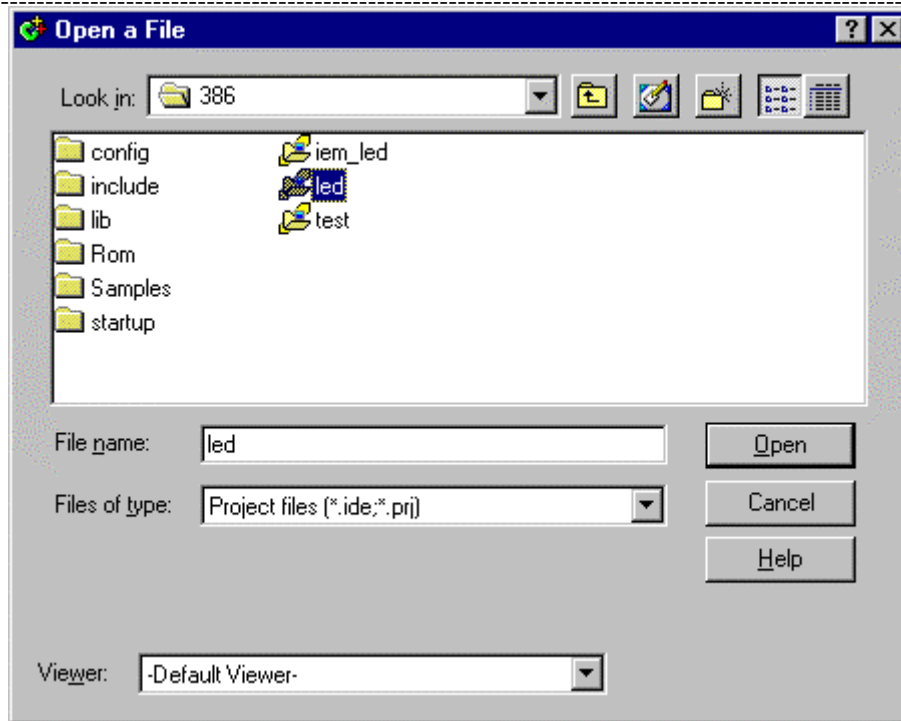 Open a File
Look in: 386
config iem_led
include led
lib test
Rom
Samples
startup
File name: led Open
Files of type: Project files (*.ide;*.prj) Cancel
Help
Viewer: -Default Viewer-